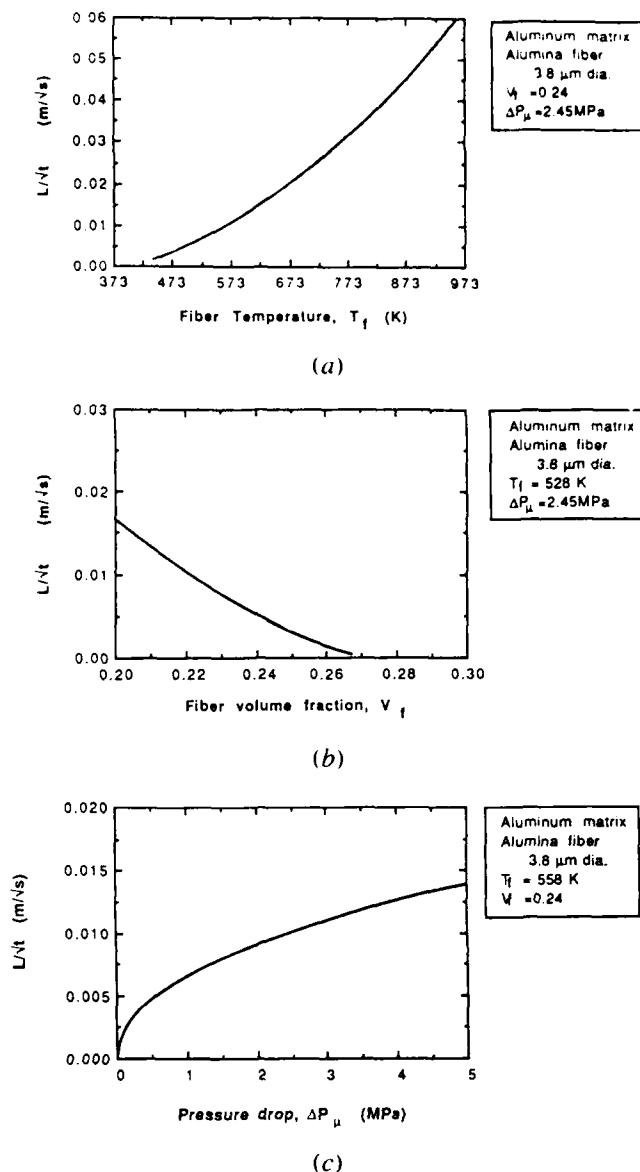 0.06
0.05
0.04
0.03
0.02
0.01
0.00
L/√t (m/√s)
373 473 573 673 773 873 973
Fiber Temperature, T_f (K)
Aluminum matrix
Alumina fiber
3.8 μm dia.
V_f =0.24
ΔP_μ =2.45MPa
(a)
0.03
0.02
0.01
0.00
L/√t (m/√s)
0.20 0.22 0.24 0.26 0.28 0.30
Fiber volume fraction, V_f
Aluminum matrix
Alumina fiber
3.8 μm dia.
T_f = 528 K
ΔP_μ =2.45MPa
(b)
0.020
0.015
0.010
0.005
0.000
L/√t (m/√s)
0 1 2 3 4 5
Pressure drop, ΔP_μ (MPa)
Aluminum matrix
Alumina fiber
3.8 μm dia.
T_f = 558 K
V_f =0.24
(c)